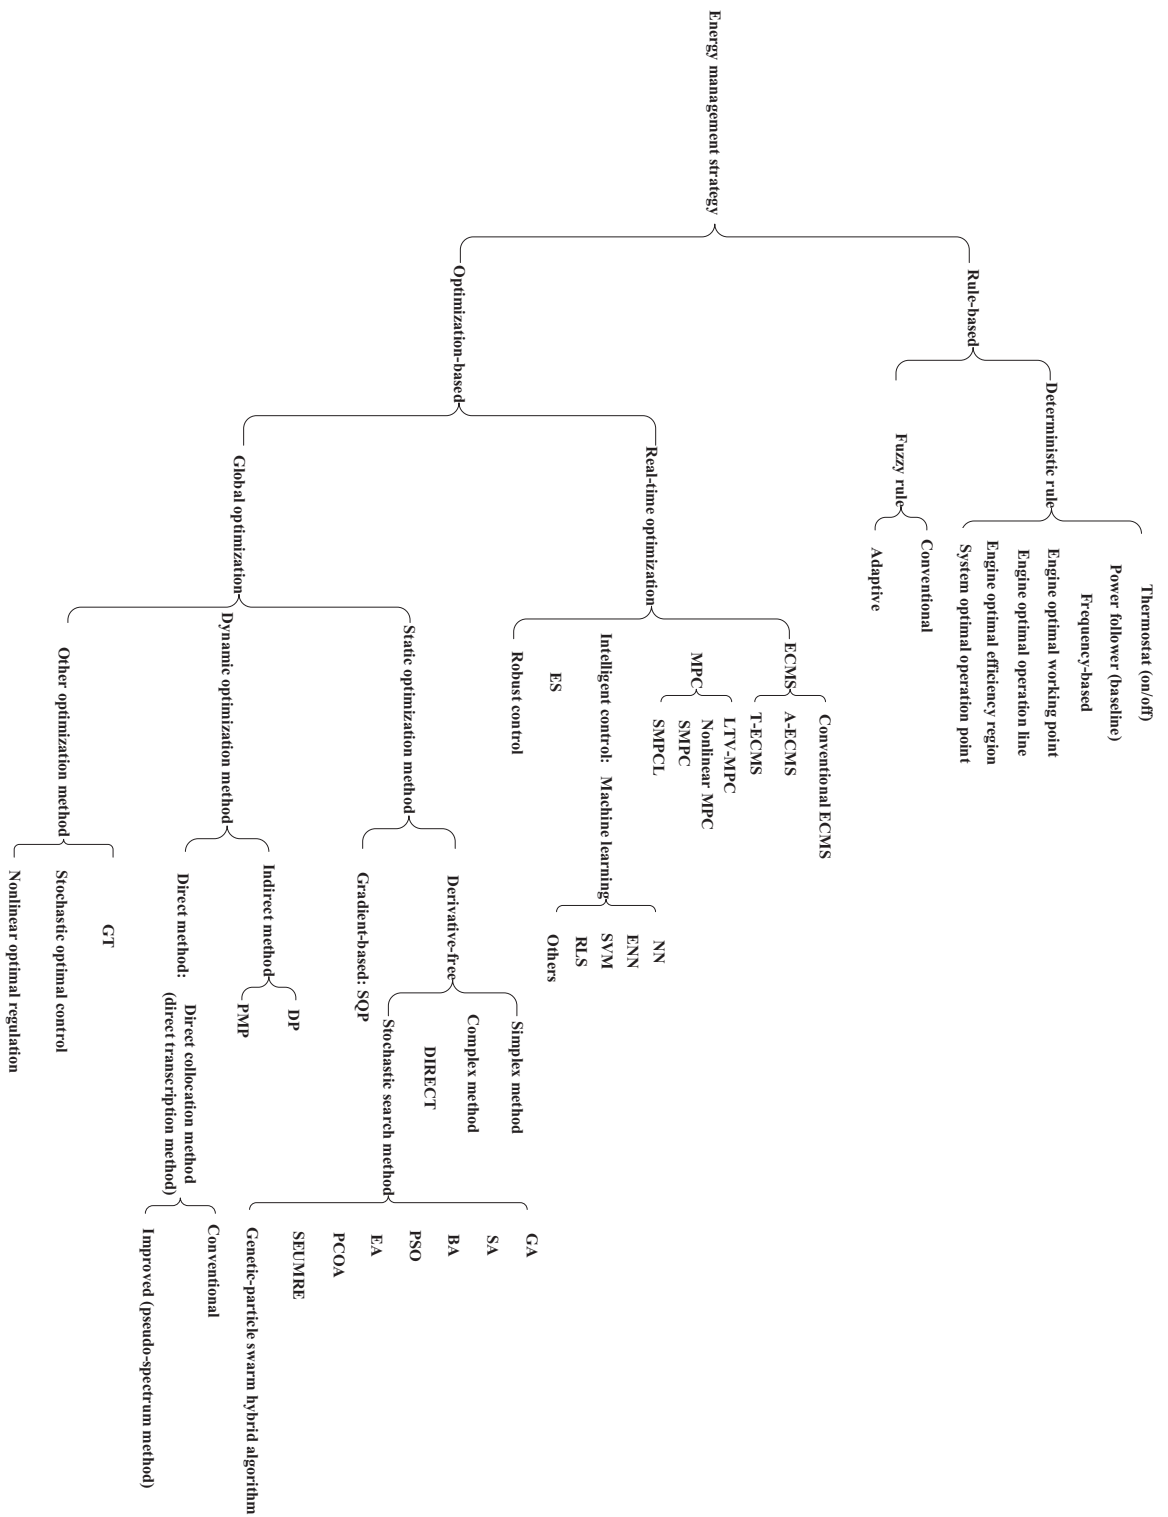 Energy management strategy
Rule-based
Deterministic rule
Thermostat (on/off)
Power follower (baseline)
Frequency-based
Engine optimal working point
Engine optimal operation line
Engine optimal efficiency region
System optimal operation point
Fuzzy rule
Conventional
Adaptive
Optimization-based
Real-time optimization
ECMS
Conventional ECMS
A-ECMS
T-ECMS
MPC
LTV-MPC
Nonlinear MPC
SMPC
SMPCL
Intelligent control: Machine learning
NN
ENN
SVM
RLS
Others
ES
Robust control
Global optimization
Static optimization method
Derivative-free
Simplex method
Complex method
DIRECT
Stochastic search method
GA
SA
BA
PSO
EA
PCOA
SEUMRE
Genetic-particle swarm hybrid algorithm
Gradient-based: SQP
Dynamic optimization method
Indirect method
DP
PMP
Direct method: Direct collocation method
(direct transcription method)
Conventional
Improved (pseudo-spectrum method)
Other optimization method
GT
Stochastic optimal control
Nonlinear optimal regulation